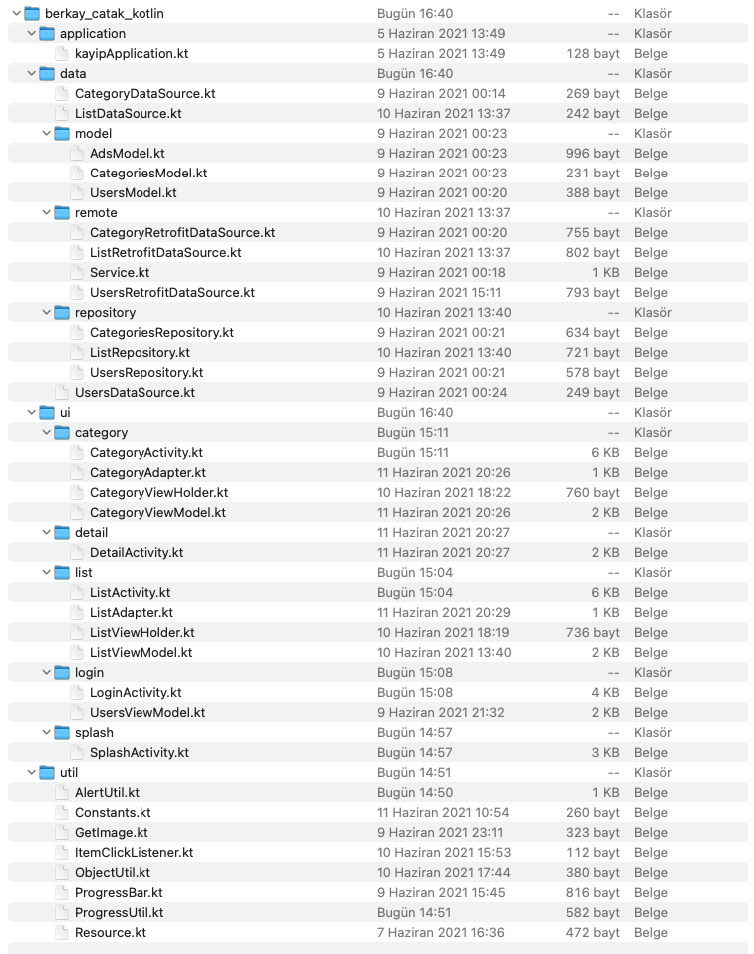 berkay_catak_kotlin Bugün 16:40 -- Klasör
application 5 Haziran 2021 13:49 -- Klasör
kayipApplication.kt 5 Haziran 2021 13:49 128 bayt Belge
data Bugün 16:40 -- Klasör
CategoryDataSource.kt 9 Haziran 2021 00:14 269 bayt Belge
ListDataSource.kt 10 Haziran 2021 13:37 242 bayt Belge
model 9 Haziran 2021 00:23 -- Klasör
AdsModel.kt 9 Haziran 2021 00:23 996 bayt Belge
CategoriesModel.kt 9 Haziran 2021 00:23 231 bayt Belge
UsersModel.kt 9 Haziran 2021 00:20 388 bayt Belge
remote 10 Haziran 2021 13:37 -- Klasör
CategoryRetrofitDataSource.kt 9 Haziran 2021 00:20 755 bayt Belge
ListRetrofitDataSource.kt 10 Haziran 2021 13:37 802 bayt Belge
Service.kt 9 Haziran 2021 00:18 1 KB Belge
UsersRetrofitDataSource.kt 9 Haziran 2021 15:11 793 bayt Belge
repository 10 Haziran 2021 13:40 -- Klasör
CategoriesRepository.kt 9 Haziran 2021 00:21 634 bayt Belge
ListRepository.kt 10 Haziran 2021 13:40 721 bayt Belge
UsersRepository.kt 9 Haziran 2021 00:21 578 bayt Belge
UsersDataSource.kt 9 Haziran 2021 00:24 249 bayt Belge
ui Bugün 16:40 -- Klasör
category Bugün 15:11 -- Klasör
CategoryActivity.kt Bugün 15:11 6 KB Belge
CategoryAdapter.kt 11 Haziran 2021 20:26 1 KB Belge
CategoryViewHolder.kt 10 Haziran 2021 18:22 760 bayt Belge
CategoryViewModel.kt 11 Haziran 2021 20:26 2 KB Belge
detail 11 Haziran 2021 20:27 -- Klasör
DetailActivity.kt 11 Haziran 2021 20:27 2 KB Belge
list Bugün 15:04 -- Klasör
ListActivity.kt Bugün 15:04 6 KB Belge
ListAdapter.kt 11 Haziran 2021 20:29 1 KB Belge
ListViewHolder.kt 10 Haziran 2021 18:19 736 bayt Belge
ListViewModel.kt 10 Haziran 2021 13:40 2 KB Belge
login Bugün 15:08 -- Klasör
LoginActivity.kt Bugün 15:08 4 KB Belge
UsersViewModel.kt 9 Haziran 2021 21:32 2 KB Belge
splash Bugün 14:57 -- Klasör
SplashActivity.kt Bugün 14:57 3 KB Belge
util Bugün 14:51 -- Klasör
AlertUtil.kt Bugün 14:50 1 KB Belge
Constants.kt 11 Haziran 2021 10:54 260 bayt Belge
GetImage.kt 9 Haziran 2021 23:11 323 bayt Belge
ItemClickListener.kt 10 Haziran 2021 15:53 112 bayt Belge
ObjectUtil.kt 10 Haziran 2021 17:44 380 bayt Belge
ProgressBar.kt 9 Haziran 2021 15:45 816 bayt Belge
ProgressUtil.kt Bugün 14:51 582 bayt Belge
Resource.kt 7 Haziran 2021 16:36 472 bayt Belge